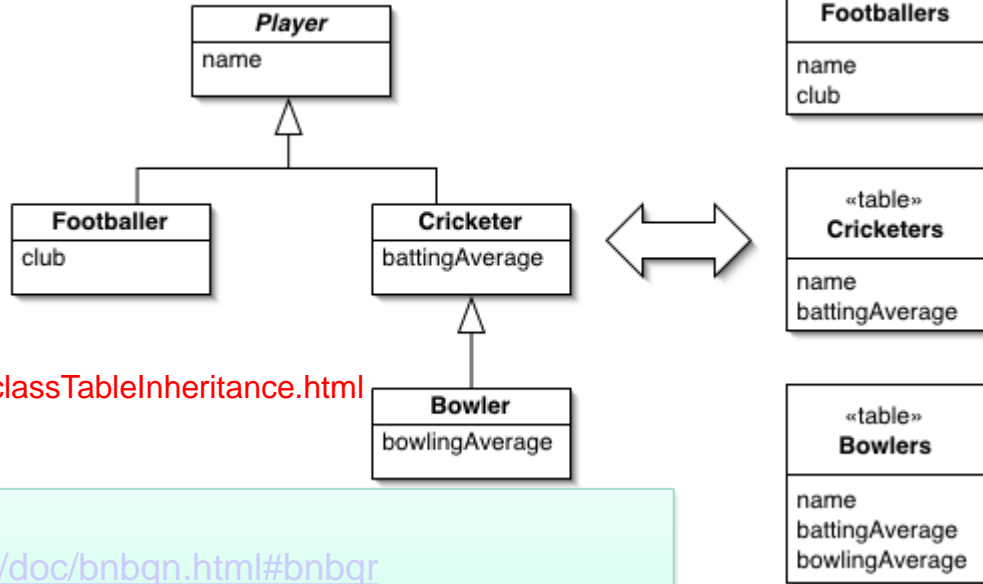 Player
name
Footballer
club
Cricketer
battingAverage
Bowler
bowlingAverage
Footballers
name
club
«table»
Cricketers
name
battingAverage
«table»
Bowlers
name
battingAverage
bowlingAverage
classTableInheritance.html
/doc/bnbqn.html#bnbqr